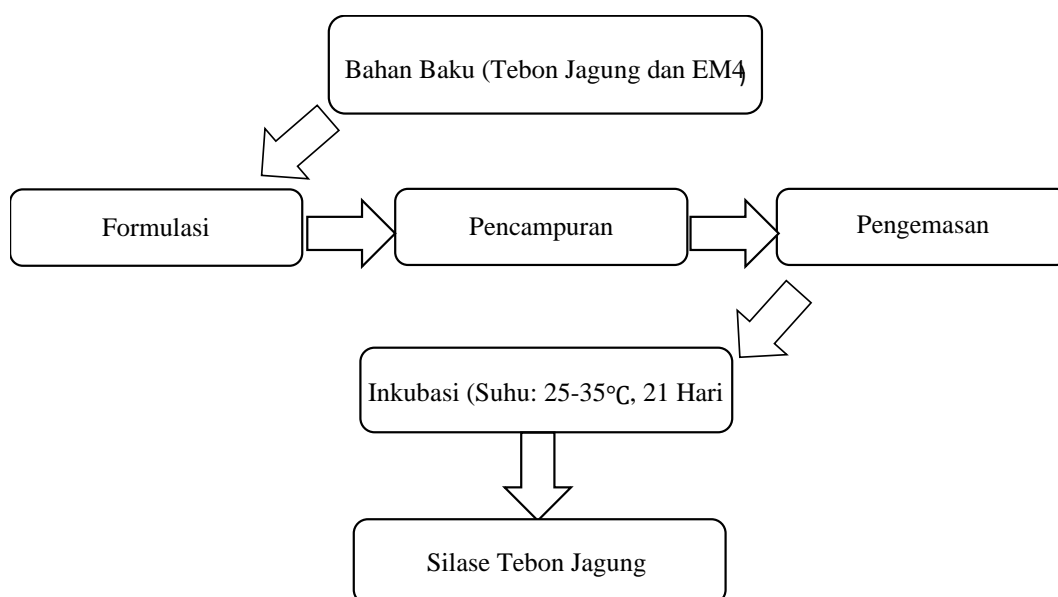 Bahan Baku (Tebon Jagung dan EM4)
Formulasi
Pencampuran
Pengemasan
Inkubasi (Suhu: 25-35°C, 21 Hari
Silase Tebon Jagung